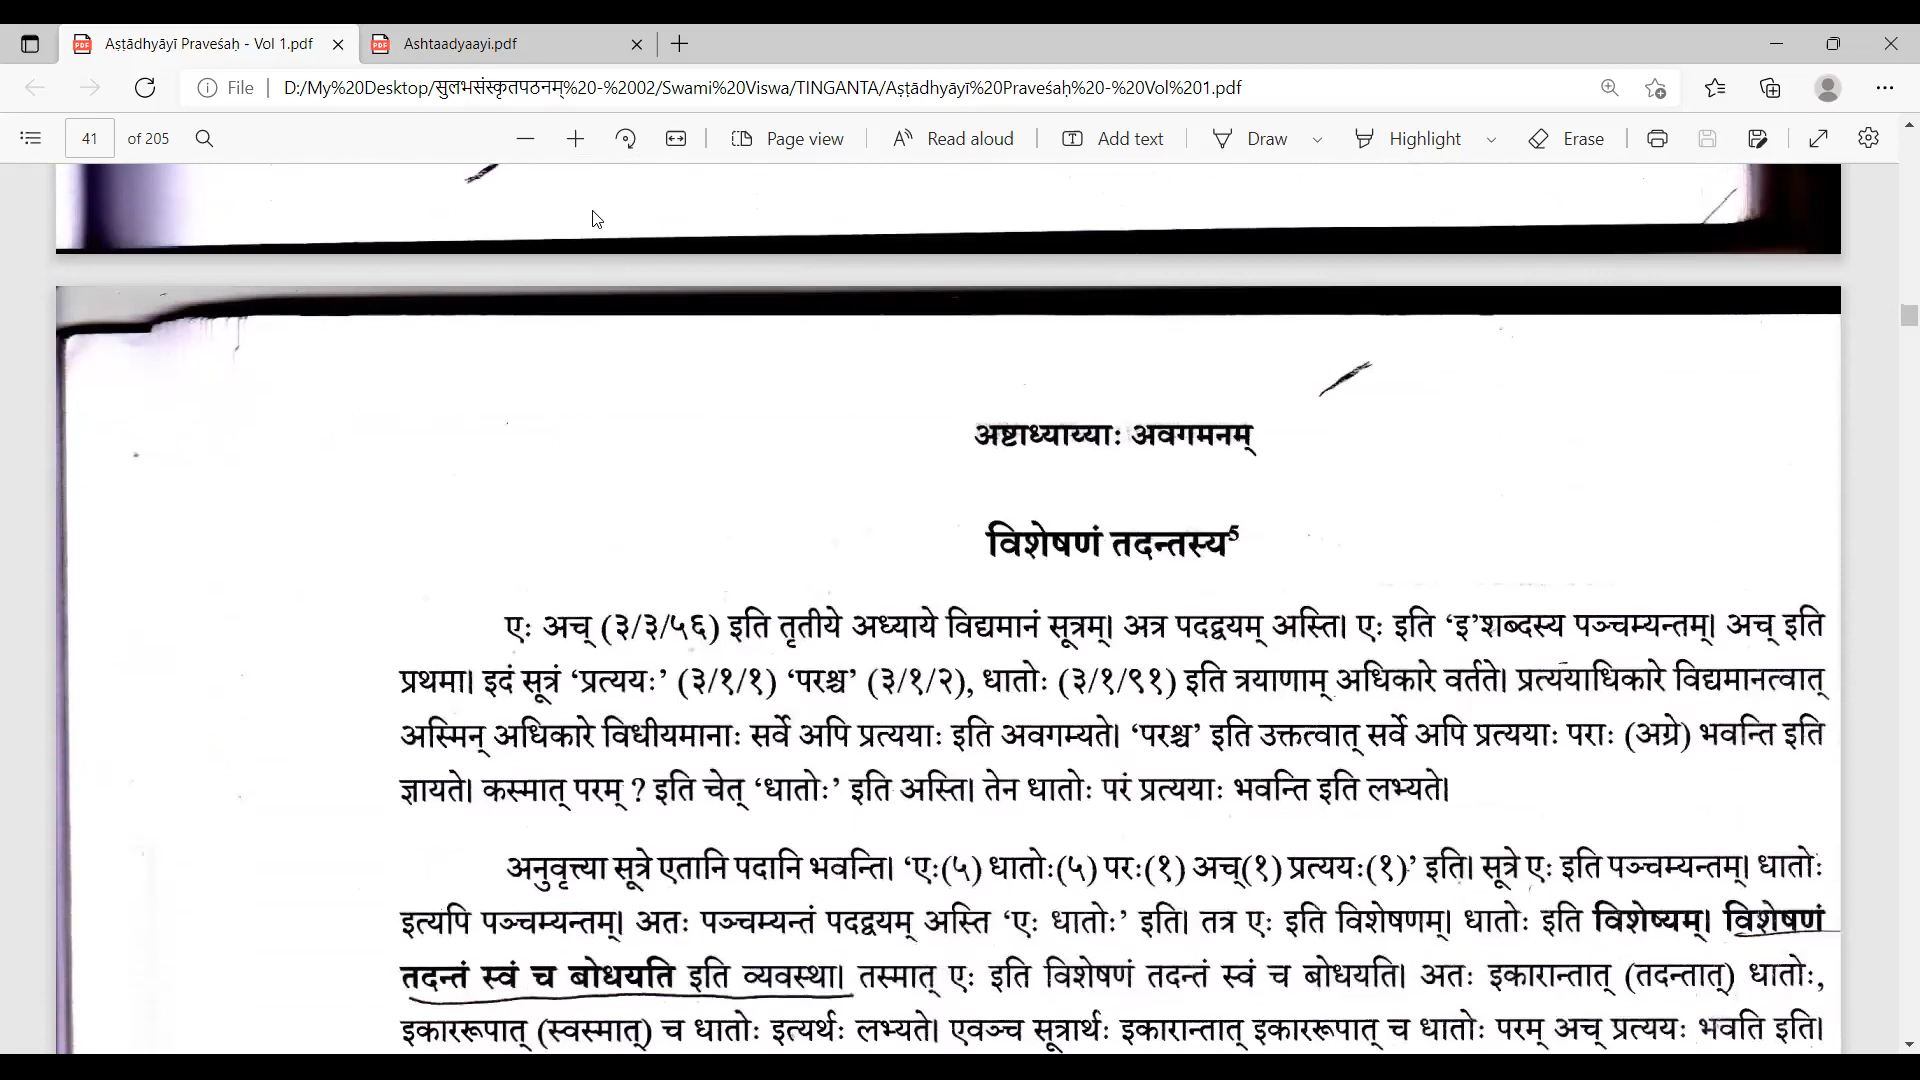 Aṣṭādhyāyī Praveśaḥ - Vol 1.pdf
Ashtaadyaayi.pdf
File
D:/My%20Desktop/सुलभसंस्कृतपठनम्%20-%2002/Swami%20Viswa/TINGANTA/Aṣṭādhyāyī%20Praveśaḥ%20-%20Vol%201.pdf
41 of 205
Page view
Read aloud
Add text
Draw
Highlight
Erase
अष्टाध्याय्याः अवगमनम्
विशेषणं तदन्तस्य5
एः अच् (३/३/५६) इति तृतीये अध्याये विद्यमानं सूत्रम्। अत्र पदद्वयम् अस्ति। एः इति ‘इ’शब्दस्य पञ्चम्यन्तम्। अच् इति
प्रथमा। इदं सूत्रं ‘प्रत्ययः’ (३/१/१) ‘परश्च’ (३/१/२), धातोः (३/१/९१) इति त्रयाणाम् अधिकारे वर्तते। प्रत्ययाधिकारे विद्यमानत्वात्
अस्मिन् अधिकारे विधीयमानाः सर्वे अपि प्रत्ययाः इति अवगम्यते। ‘परश्च’ इति उक्तत्वात् सर्वे अपि प्रत्ययाः पराः (अग्रे) भवन्ति इति
ज्ञायते। कस्मात् परम् ? इति चेत् ‘धातोः’ इति अस्ति। तेन धातोः परं प्रत्ययाः भवन्ति इति लभ्यते।
अनुवृत्त्या सूत्रे एतानि पदानि भवन्ति। ‘एः(५) धातोः(५) परः(१) अच्(१) प्रत्ययः(१)’ इति। सूत्रे एः इति पञ्चम्यन्तम्। धातोः
इत्यपि पञ्चम्यन्तम्। अतः पञ्चम्यन्तं पदद्वयम् अस्ति ‘एः धातोः’ इति। तत्र एः इति विशेषणम्। धातोः इति विशेष्यम्। विशेषणं
तदन्तं स्वं च बोधयति इति व्यवस्था। तस्मात् एः इति विशेषणं तदन्तं स्वं च बोधयति। अतः इकारान्तात् (तदन्तात्) धातोः,
इकाररूपात् (स्वस्मात्) च धातोः इत्यर्थः लभ्यते। एवञ्च सूत्रार्थः इकारान्तात् इकाररूपात् च धातोः परम् अच् प्रत्ययः भवति इति।